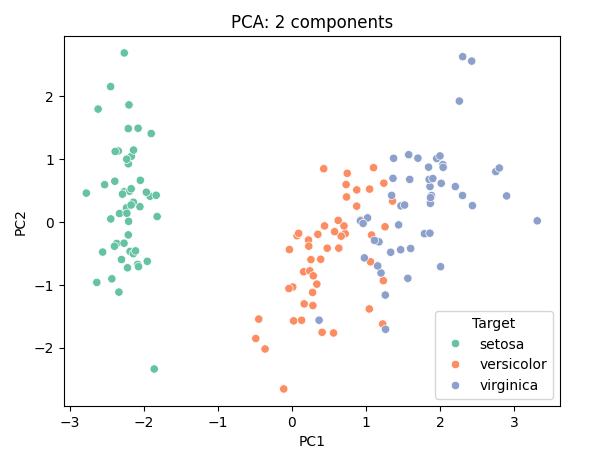 PCA: 2 components
PC2
2
1
0
−1
−2
−3
−2
−1
0
1
2
3
PC1
Target
setosa
versicolor
virginica